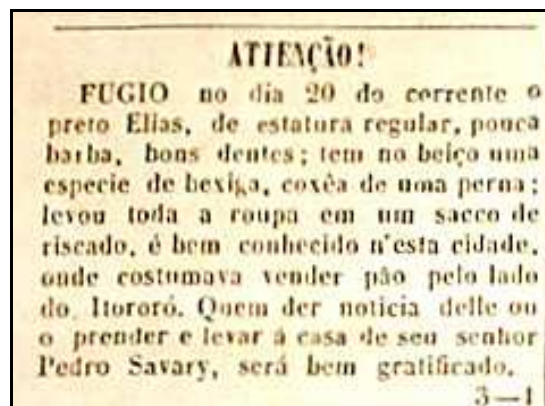 ATTENÇÃO!
FUGIO no dia 20 do corrente o
preto Elias, de estatura regular, pouca
barba, bons dentes; tem no beiço uma
especie de bexiga, coxêa de uma perna;
levou toda a roupa em um sacco de
riscado, é bem conhecido n'esta cidade,
onde costumava vender pão pelo lado
do Itororó. Quem der noticia delle ou
o prender e levar á casa de seu senhor
Pedro Savary, será bem gratificado.
3—1